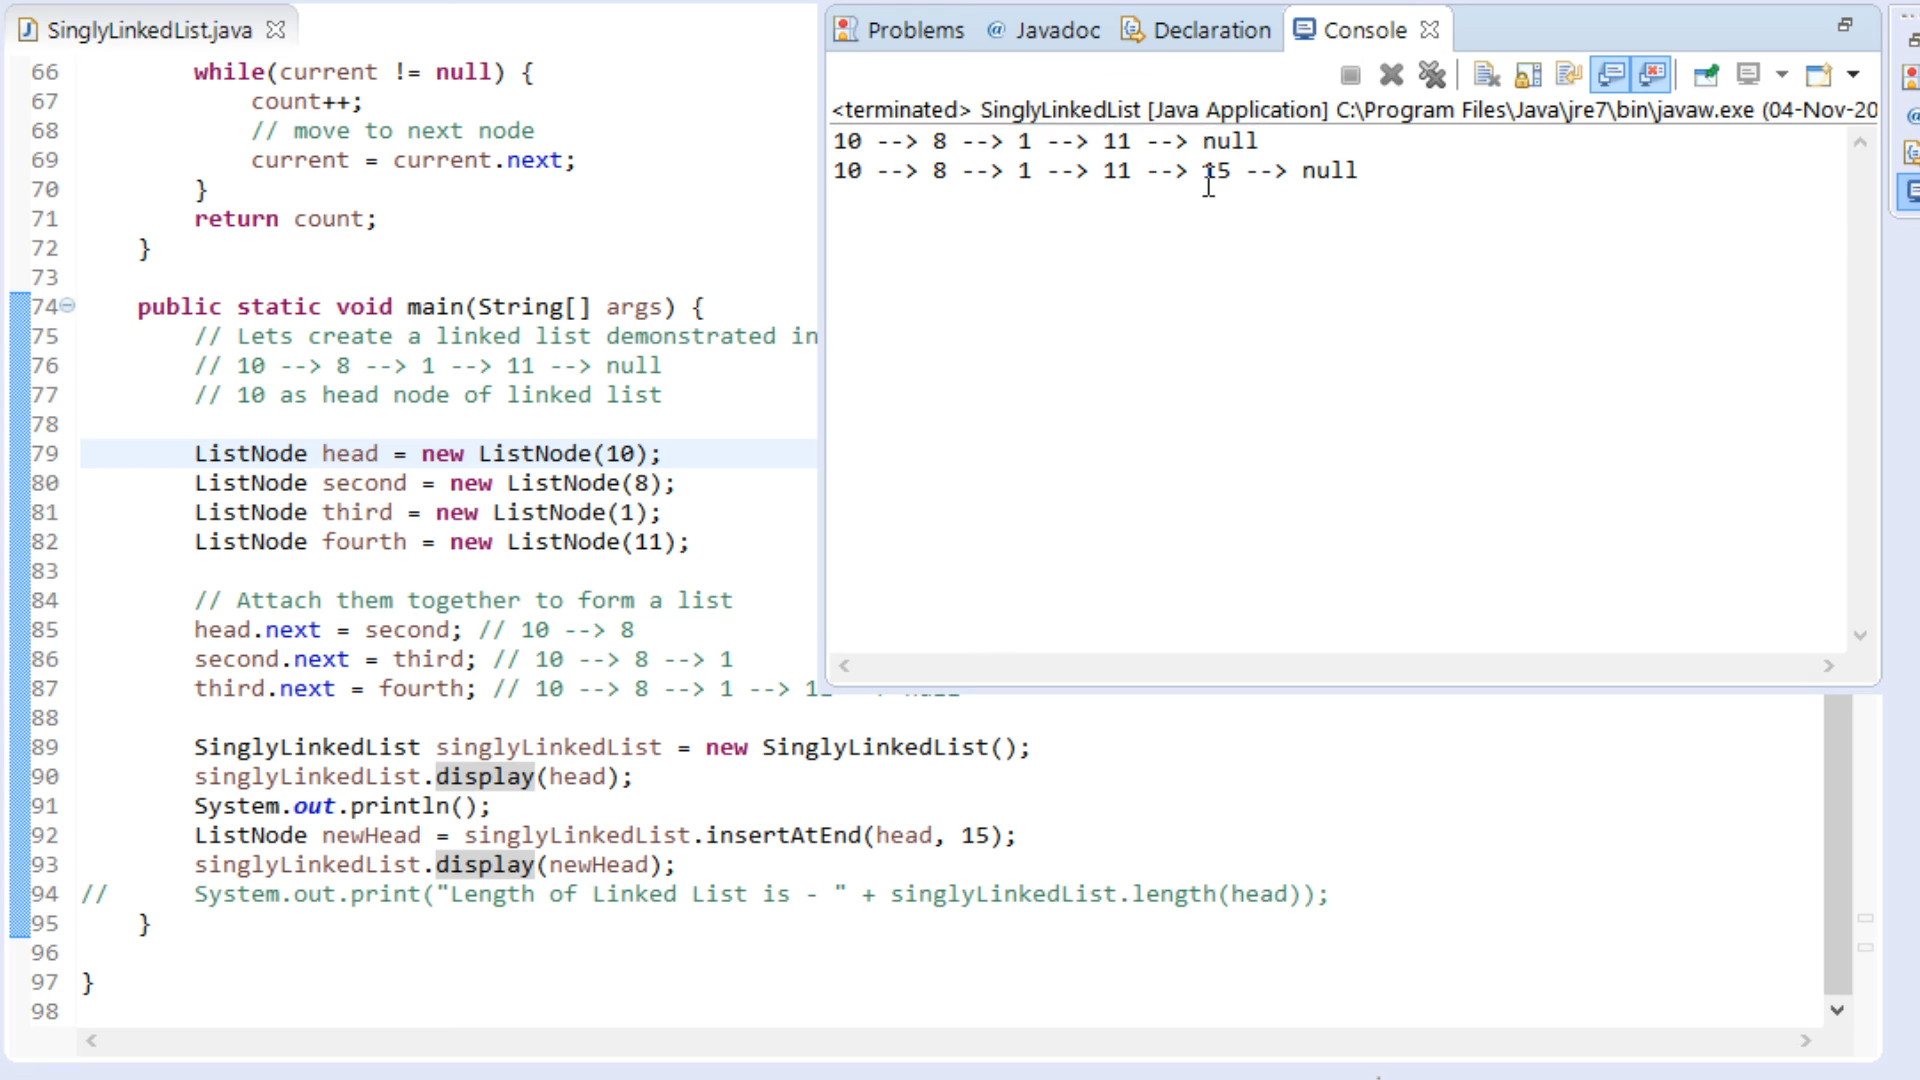 SinglyLinkedList.java
66 while(current != null) {
67 count++;
68 // move to next node
69 current = current.next;
70 }
71 return count;
72 }
73
74 public static void main(String[] args) {
75 // Lets create a linked list demonstrated in
76 // 10 --> 8 --> 1 --> 11 --> null
77 // 10 as head node of linked list
78
79 ListNode head = new ListNode(10);
80 ListNode second = new ListNode(8);
81 ListNode third = new ListNode(1);
82 ListNode fourth = new ListNode(11);
83
84 // Attach them together to form a list
85 head.next = second; // 10 --> 8
86 second.next = third; // 10 --> 8 --> 1
87 third.next = fourth; // 10 --> 8 --> 1 -->
88
89 SinglyLinkedList singlyLinkedList = new SinglyLinkedList();
90 singlyLinkedList.display(head);
91 System.out.println();
92 ListNode newHead = singlyLinkedList.insertAtEnd(head, 15);
93 singlyLinkedList.display(newHead);
94 // System.out.print("Length of Linked List is - " + singlyLinkedList.length(head));
95 }
96
97 }
98
Problems @ Javadoc Declaration Console
<terminated> SinglyLinkedList [Java Application] C:\Program Files\Java\jre7\bin\javaw.exe (04-Nov-20
10 --> 8 --> 1 --> 11 --> null
10 --> 8 --> 1 --> 11 --> 15 --> null